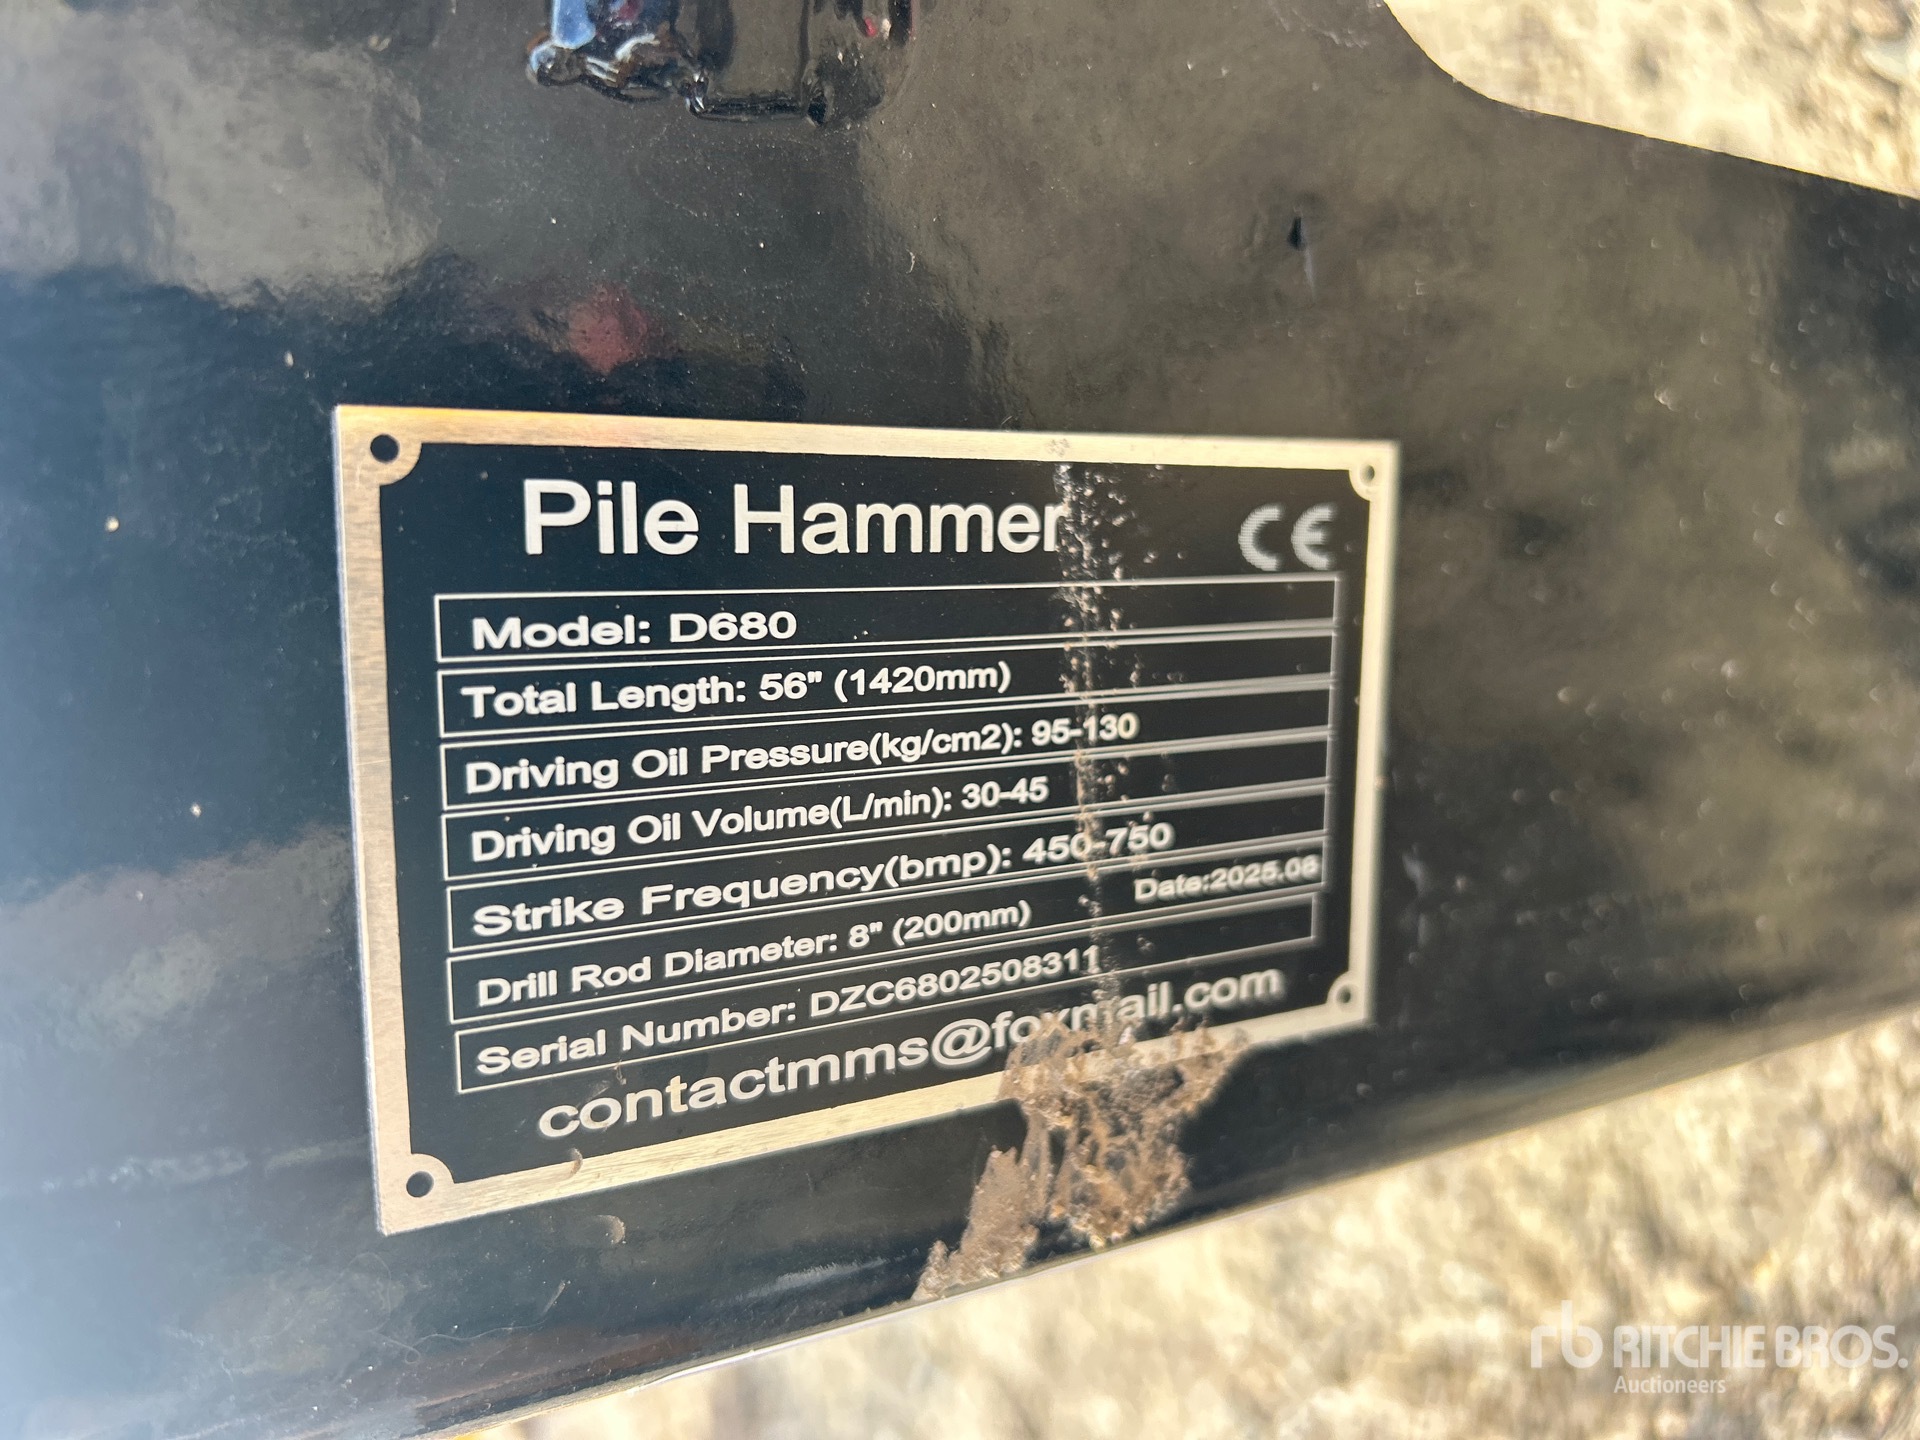 Pile Hammer
CE
Model: D680
Total Length: 56" (1420mm)
Driving Oil Pressure(kg/cm2): 95-130
Driving Oil Volume(L/min): 30-45
Strike Frequency(bmp): 450-750
Drill Rod Diameter: 8" (200mm)
Date:2025.08
Serial Number: DZC6802508311
contactmms@foxmail.com
rb RITCHIE BROS.
Auctioneers